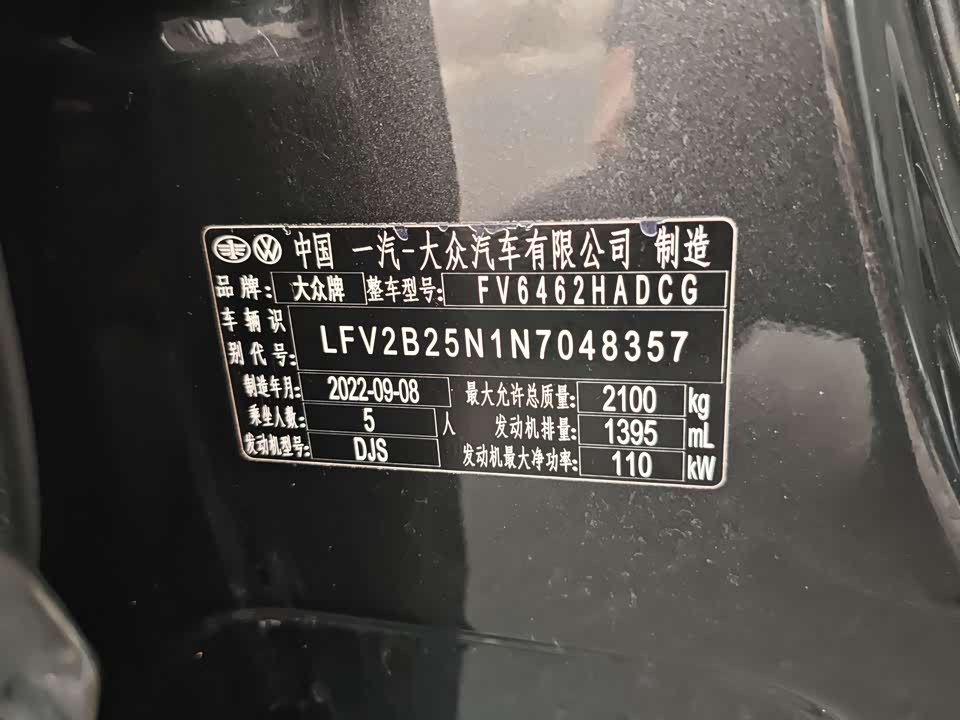 中国 一汽-大众汽车有限公司 制造
品牌: 大众牌 整车型号: FV6462HADCG
车辆识别代号: LFV2B25N1N7048357
制造年月: 2022-09-08 最大允许总质量: 2100 kg
乘坐人数: 5 人 发动机排量: 1395 mL
发动机型号: DJS 发动机最大净功率: 110 kW